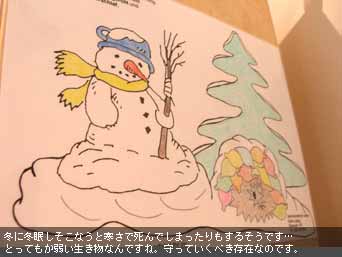 冬に冬眠しそこなうと寒さで死んでしまったりもするそうです…
とってもか弱い生き物なんですね。守っていくべき存在なのです。